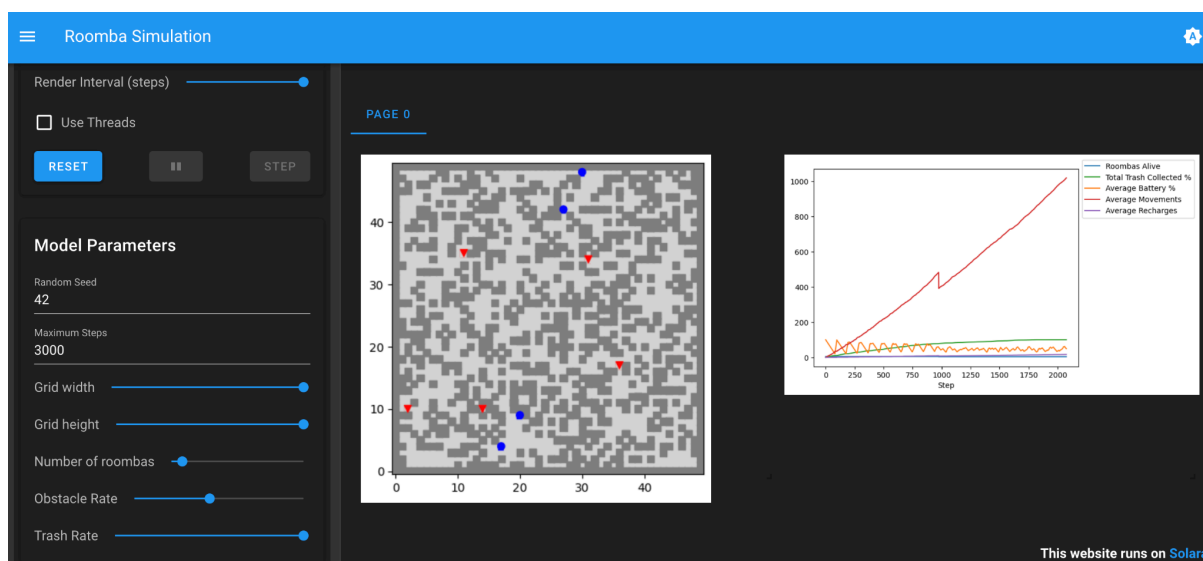 Roomba Simulation
A
Render Interval (steps)
Use Threads
RESET
STEP
Model Parameters
Random Seed
42
Maximum Steps
3000
Grid width
Grid height
Number of roombas
Obstacle Rate
Trash Rate
PAGE 0
40
30
20
10
0
0 10 20 30 40
1000
800
600
400
200
0
0 250 500 750 1000 1250 1500 1750 2000
Step
Roombas Alive
Total Trash Collected %
Average Battery %
Average Movements
Average Recharges
This website runs on Solara